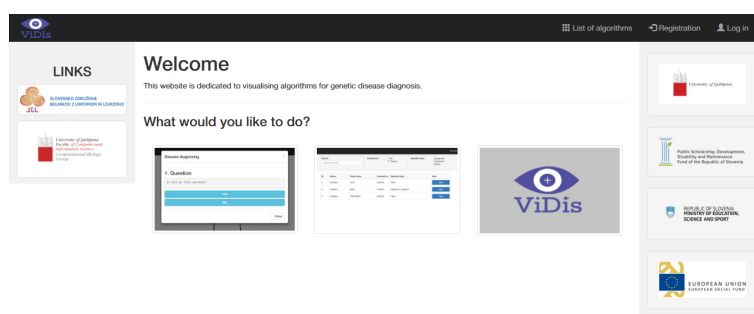 ViDis
List of algorithms
Registration
Log in
LINKS
SLOVENSKO ZDRUŽENJE
BOLNIKOV Z LIMFOMOM IN LEVKEMIJO
JEL
University of Ljubljana
Faculty of Computer and
Information Science
Computational Biology
Group
Welcome
This website is dedicated to visualising algorithms for genetic disease diagnosis.
What would you like to do?
Disease diagnosing
1. Question
Close
ViDis
University of Ljubljana
Public Scholarship, Development,
Disability and Maintenance
Fund of the Republic of Slovenia
REPUBLIC OF SLOVENIA
MINISTRY OF EDUCATION,
SCIENCE AND SPORT
EUROPEAN UNION
EUROPEAN SOCIAL FUND